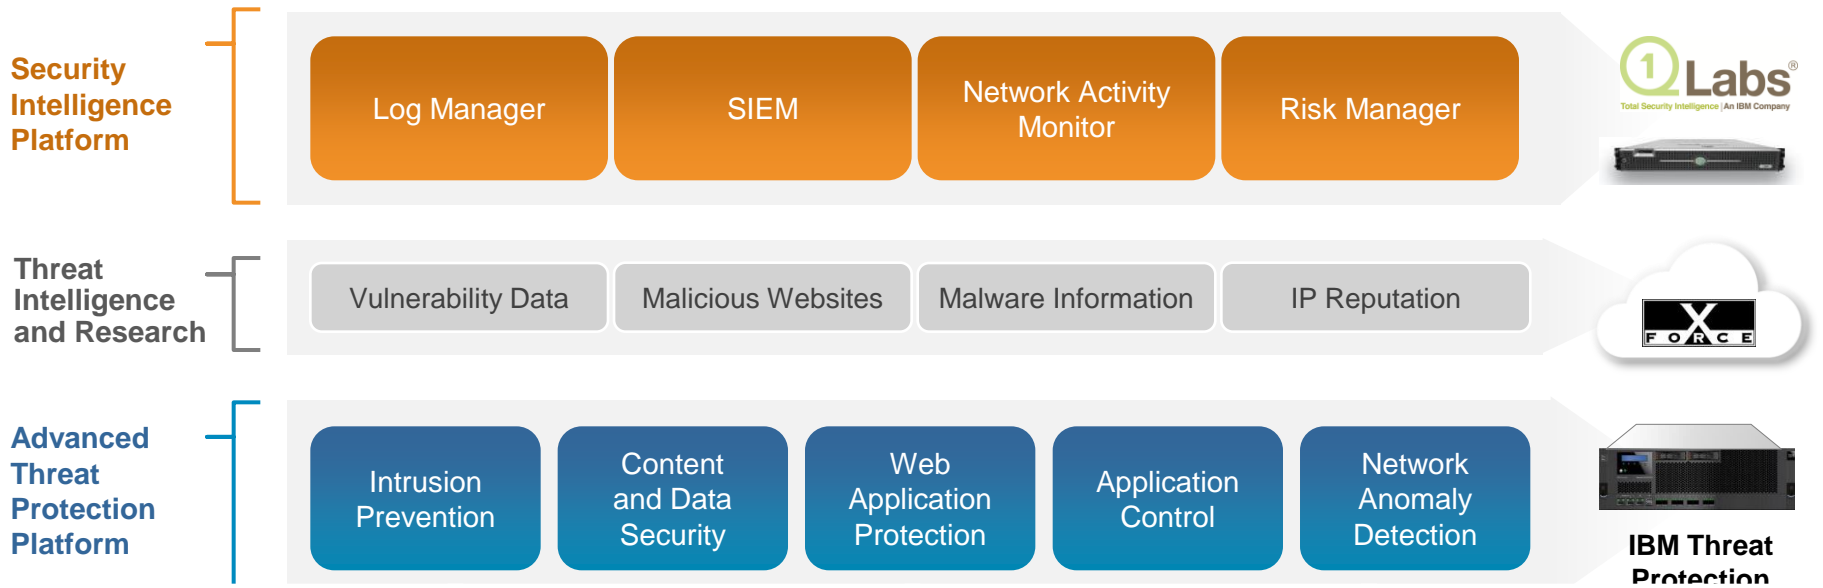 Security
Intelligence
Platform
Log Manager
SIEM
Network Activity
Monitor
Risk Manager
1 Labs®
Total Security Intelligence | An IBM Company
Threat
Intelligence
and Research
Vulnerability Data
Malicious Websites
Malware Information
IP Reputation
X
FORCE
Advanced
Threat
Protection
Platform
Intrusion
Prevention
Content
and Data
Security
Web
Application
Protection
Application
Control
Network
Anomaly
Detection
IBM Threat
Protection